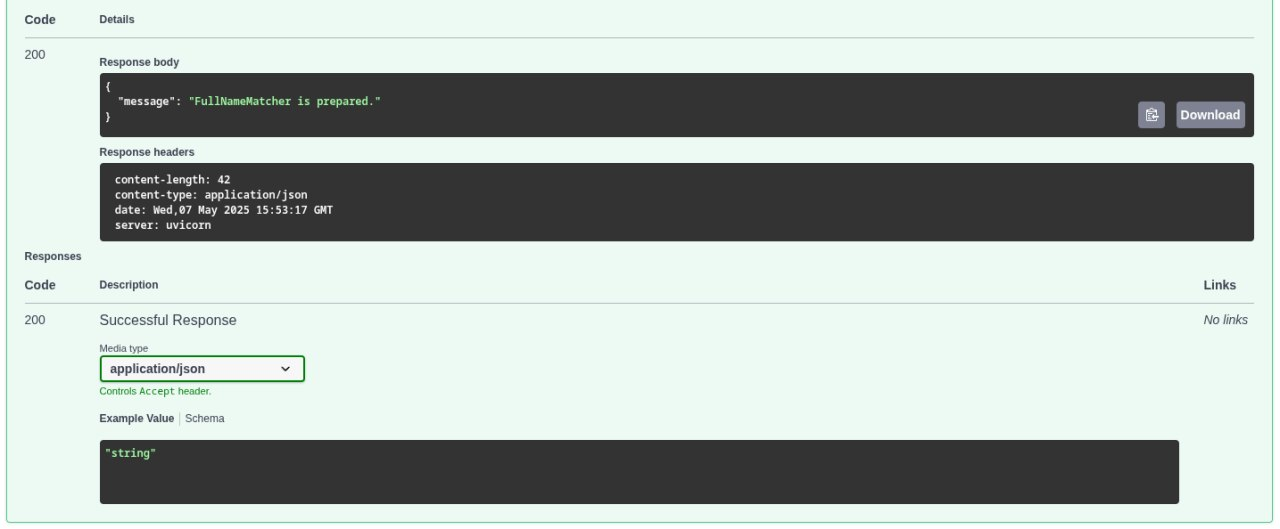 Code Details
200
Response body
{
"message": "FullNameMatcher is prepared."
}
Download
Response headers
content-length: 42
content-type: application/json
date: Wed,07 May 2025 15:53:17 GMT
server: uvicorn
Responses
Code Description Links
200 Successful Response No links
Media type
application/json
Controls Accept header.
Example Value Schema
"string"